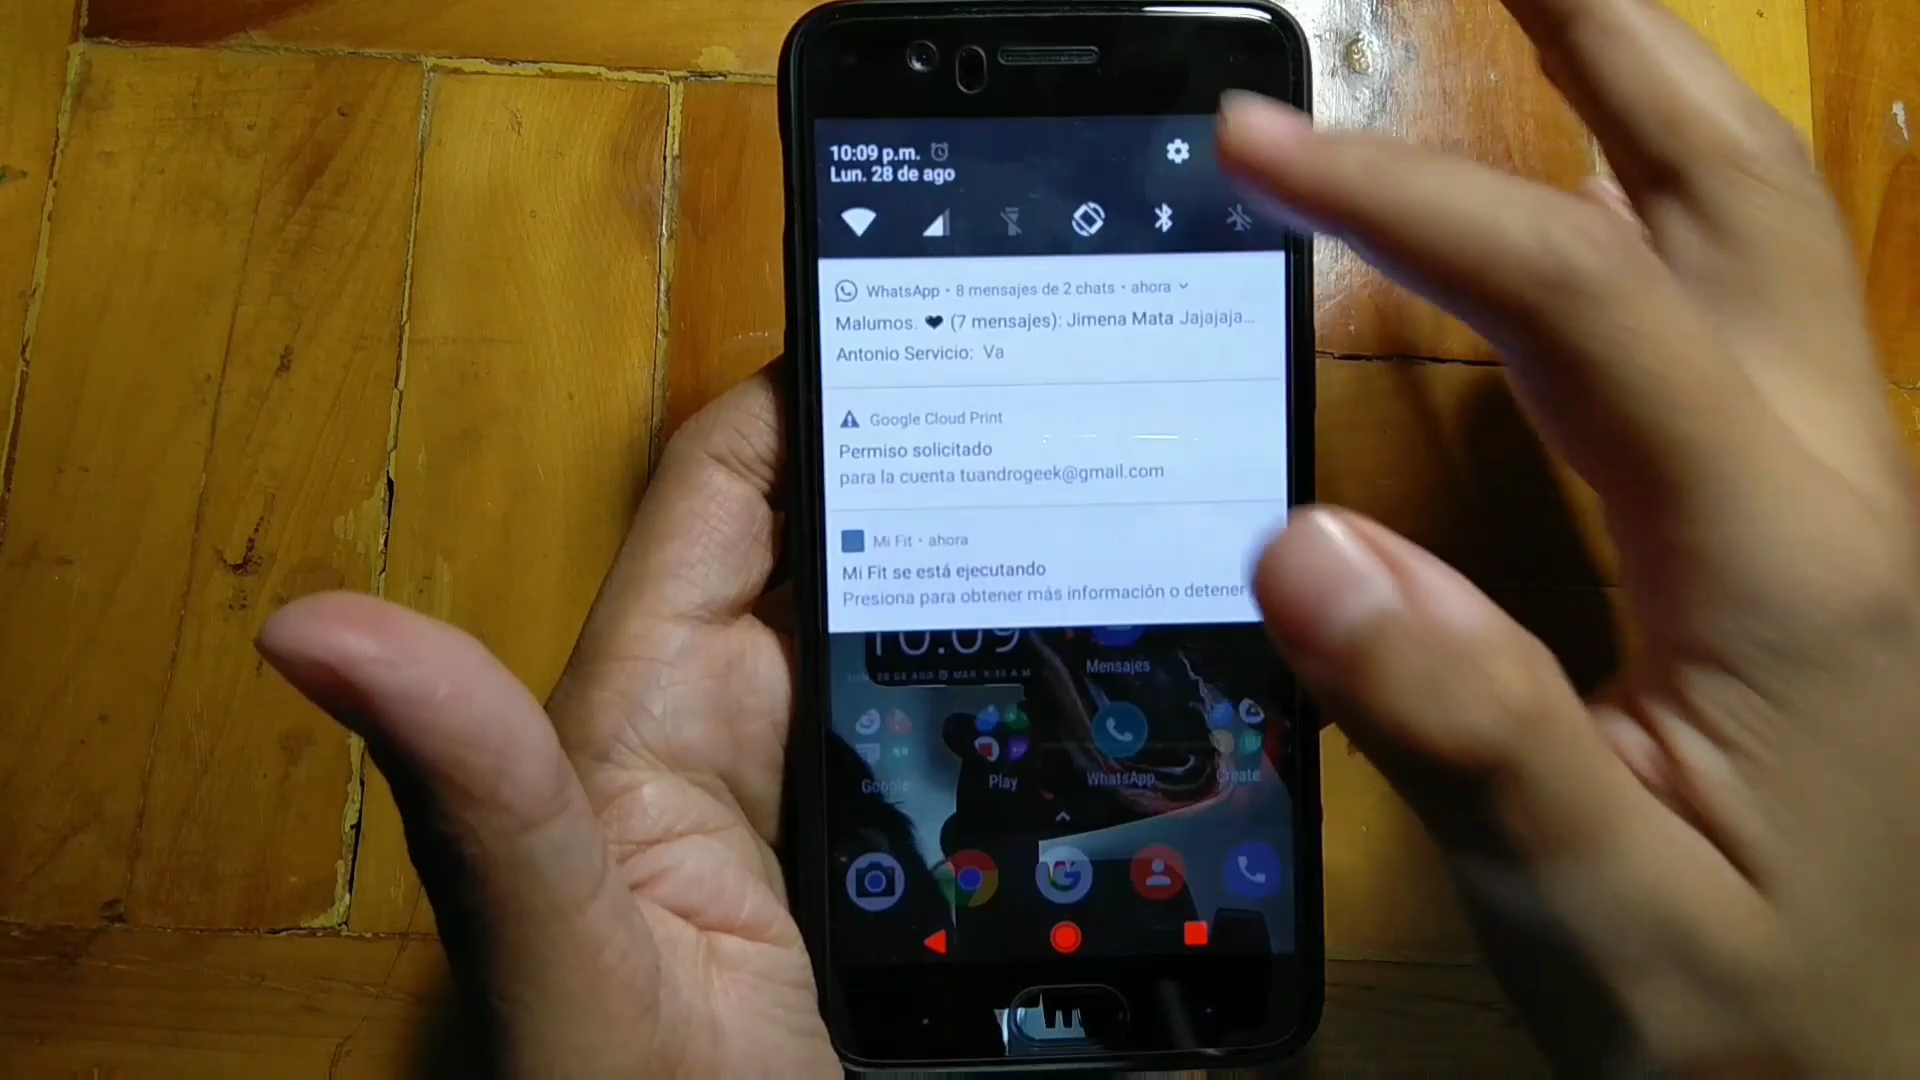 10:09 p.m.
Lun. 28 de ago
WhatsApp • 8 mensajes de 2 chats • ahora
Malumos. 🖤 (7 mensajes): Jimena Mata Jajajaja...
Antonio Servicio: Va
Google Cloud Print
Permiso solicitado
para la cuenta tuandrogeek@gmail.com
Mi Fit • ahora
Mi Fit se está ejecutando
Presiona para obtener más información o detener
10:09
Mensajes
Google
Play
WhatsApp
Create